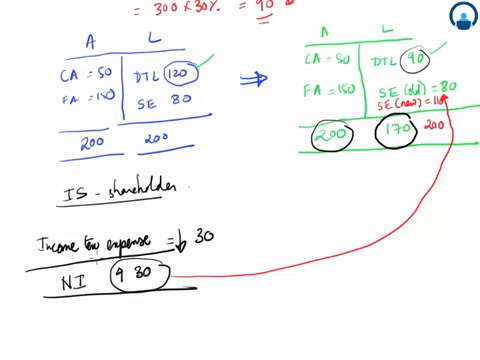 = 300 x 30% = 90
A L
CA = 50 DTL 120
FA = 150 SE 80
200 200
⇒
A L
CA = 50 DTL 90
FA = 150 SE (old) = 80
SE (new) = 110
200 170 200
IS - shareholder
Income tax expense = ↓ 30
NI ↑ 30